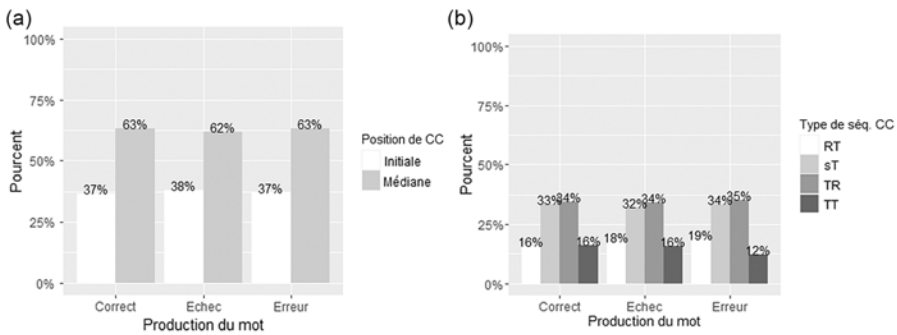 (a)
100%
75%
50%
25%
0%
Pourcent
37%
63%
38%
62%
37%
63%
Correct
Echec
Erreur
Production du mot
Position de CC
Initiale
Médiane
(b)
100%
75%
50%
25%
0%
Pourcent
16%
33%
34%
16%
18%
32%
34%
16%
19%
34%
35%
12%
Correct
Echec
Erreur
Production du mot
Type de séq. CC
RT
sT
TR
TT